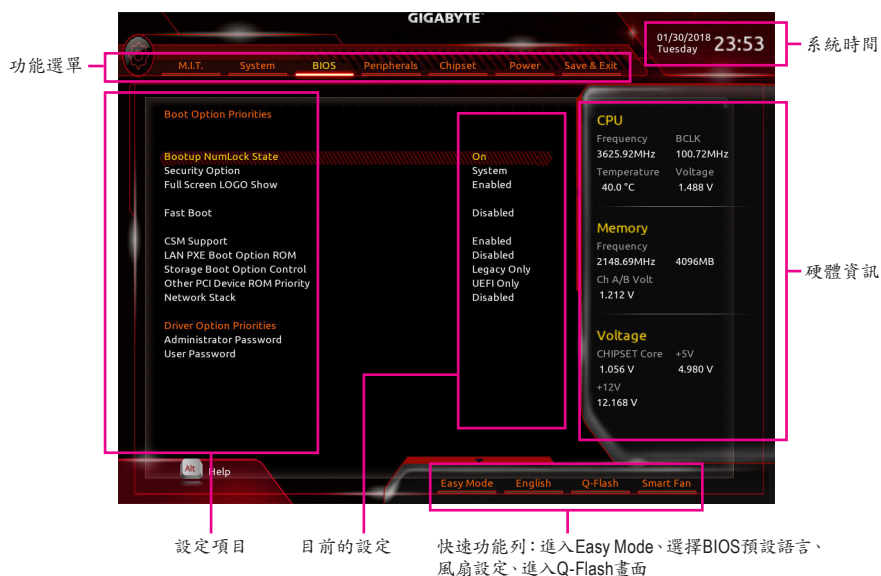 GIGABYTE
01/30/2018
Tuesday 23:53
系統時間
功能選單
M.I.T. System BIOS Peripherals Chipset Power Save & Exit
Boot Option Priorities
Bootup NumLock State On
Security Option System
Full Screen LOGO Show Enabled
Fast Boot Disabled
CSM Support Enabled
LAN PXE Boot Option ROM Disabled
Storage Boot Option Control Legacy Only
Other PCI Device ROM Priority UEFI Only
Network Stack Disabled
Driver Option Priorities
Administrator Password
User Password
CPU
Frequency BCLK
3625.92MHz 100.72MHz
Temperature Voltage
40.0 °C 1.488 V
Memory
Frequency
2148.69MHz 4096MB
Ch A/B Volt
1.212 V
Voltage
CHIPSET Core +5V
1.056 V 4.980 V
+12V
12.168 V
硬體資訊
Alt Help
Easy Mode English Q-Flash Smart Fan
設定項目
目前的設定
快速功能列：進入Easy Mode、選擇BIOS預設語言、
風扇設定、進入Q-Flash畫面